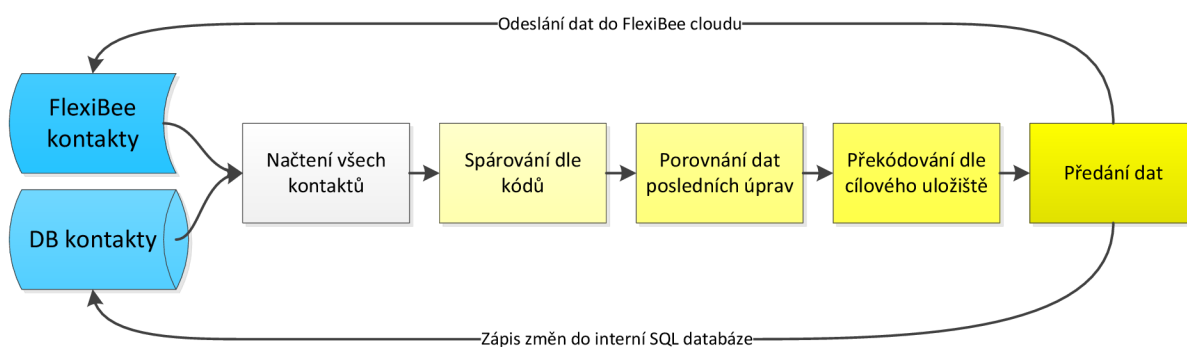 Odeslání dat do FlexiBee cloudu
FlexiBee
kontakty
DB kontakty
Načtení všech
kontaktů
Spárování dle
kódů
Porovnání dat
posledních úprav
Překódování dle
cílového uložiště
Předání dat
Zápis změn do interní SQL databáze